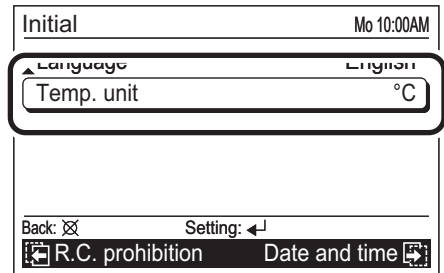 Initial Mo 10:00AM
Language English
Temp. unit °C
Back: Setting:
R.C. prohibition Date and time